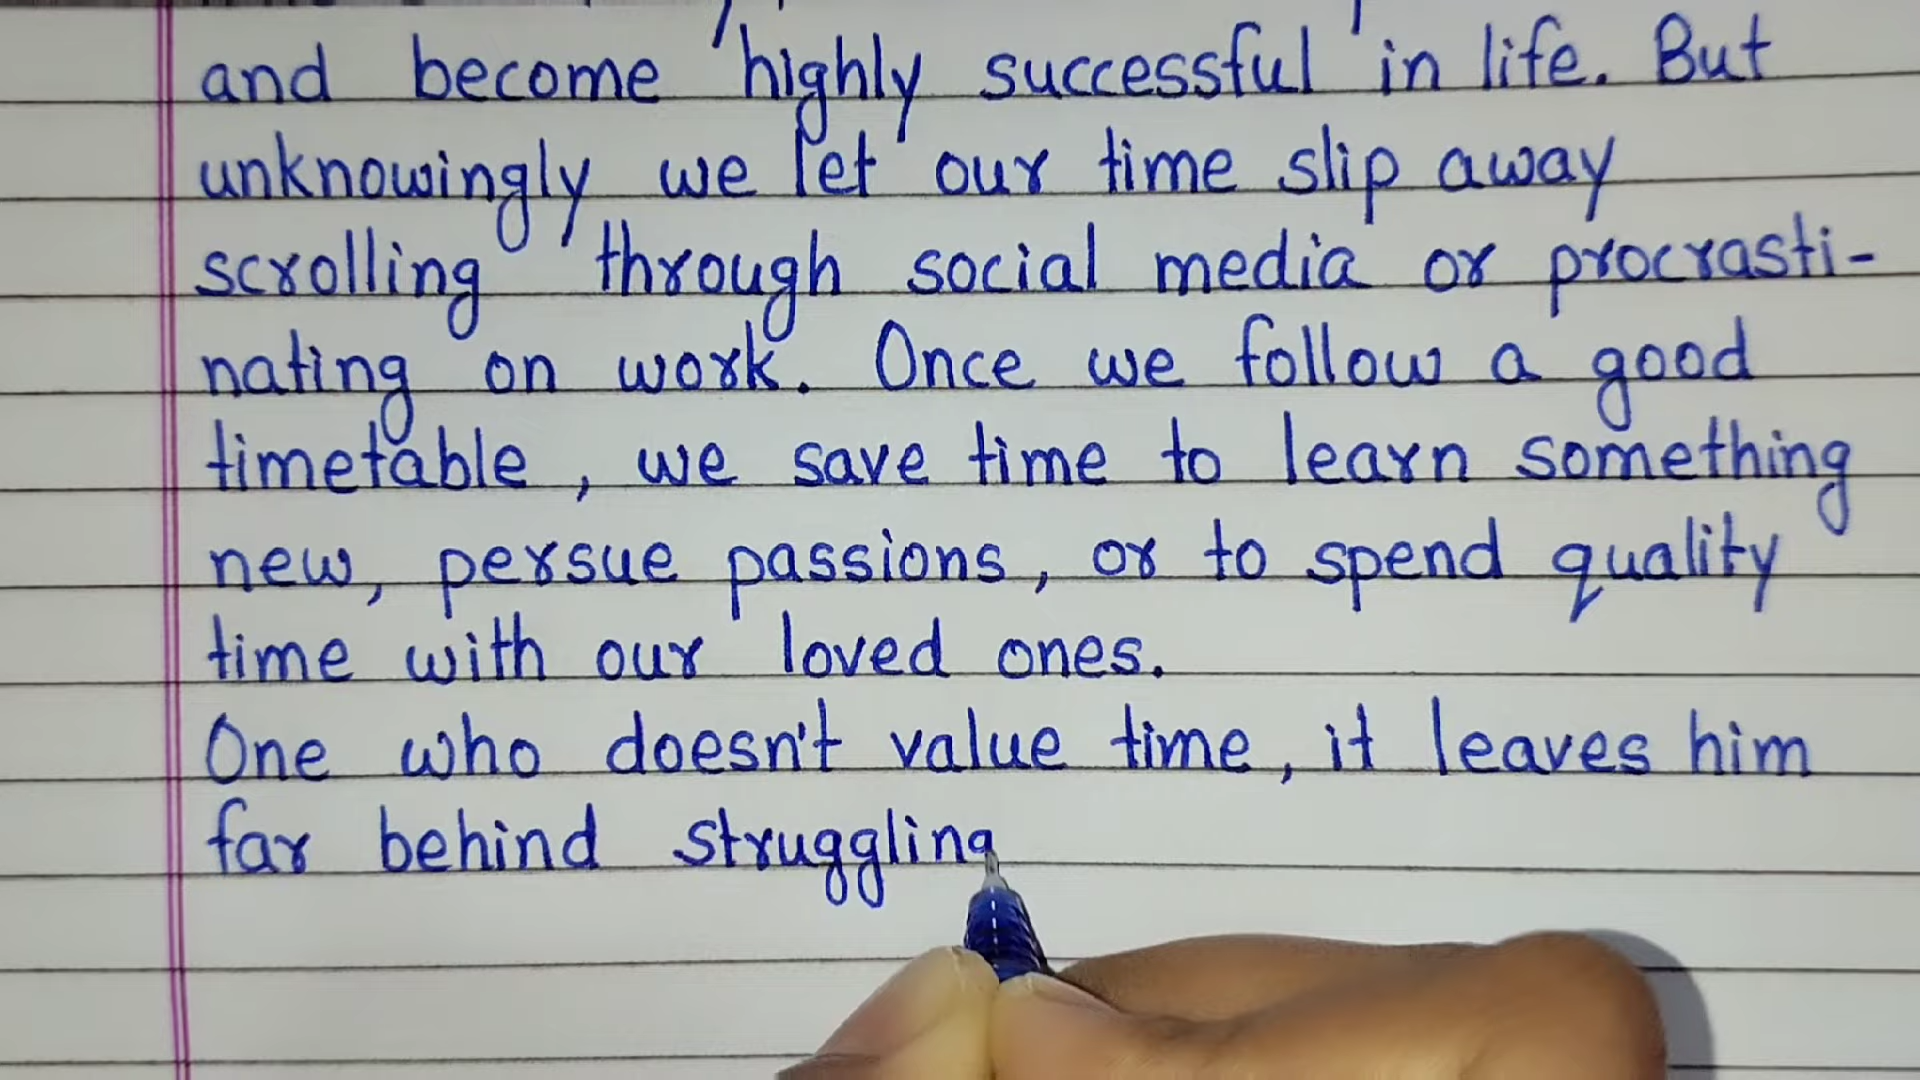 and become highly successful in life. But
unknowingly we let our time slip away
scrolling through social media or procrasti-
nating on work. Once we follow a good
timetable, we save time to learn something
new, persue passions, or to spend quality
time with our loved ones.
One who doesn't value time, it leaves him
far behind struggling